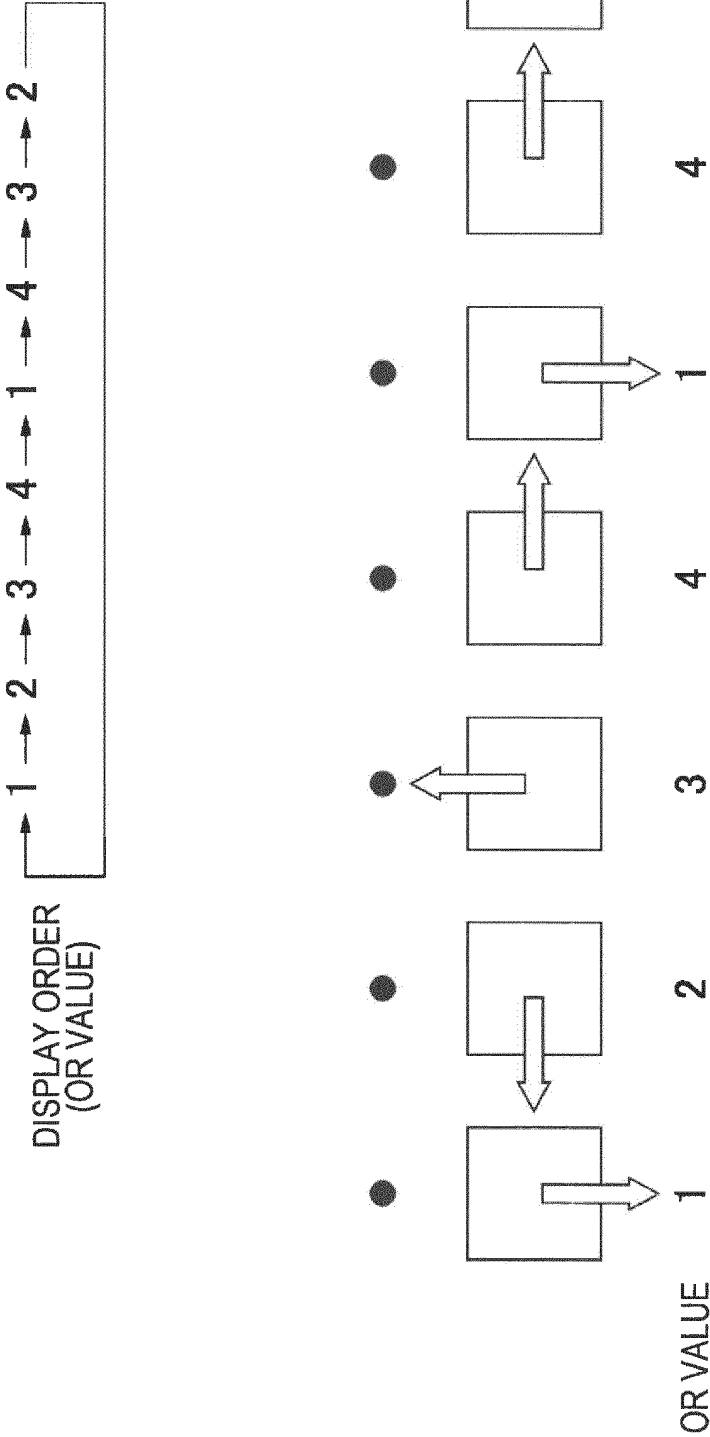 DISPLAY ORDER
(OR VALUE)
1 → 2 → 3 → 4 → 1 → 4 → 3 → 2
OR VALUE 1 2 3 4 1 4